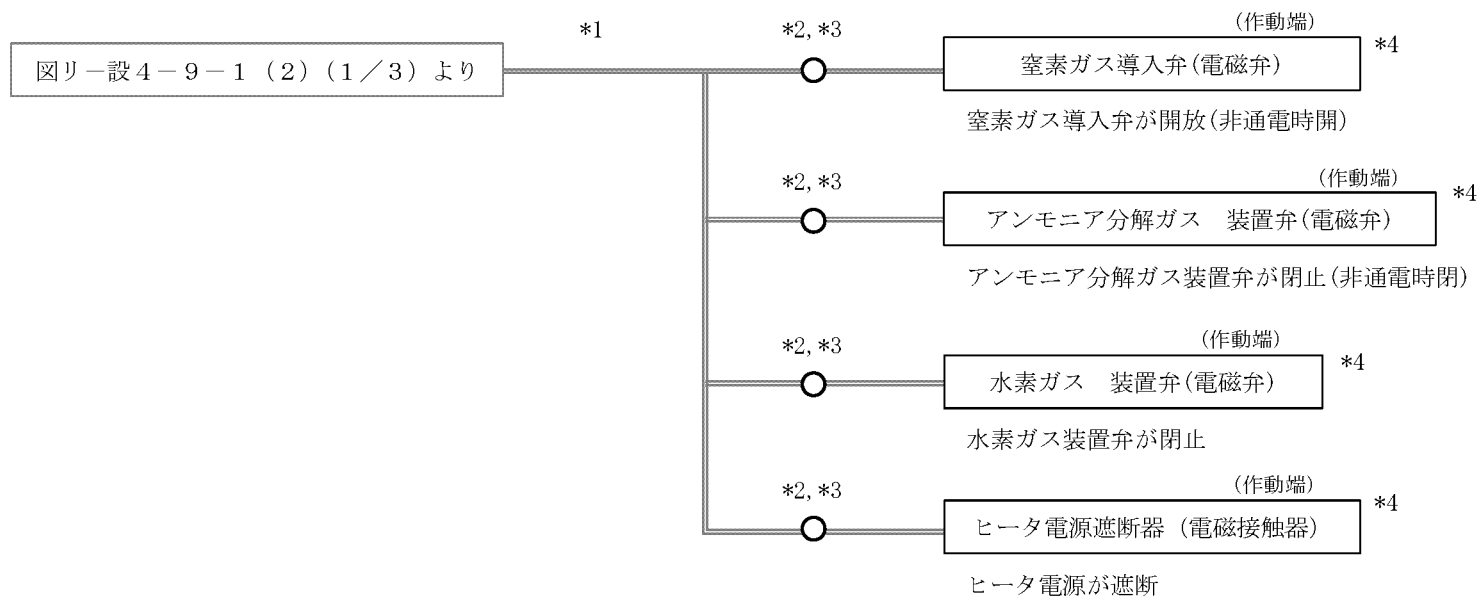 図リ－設４－９－１（２）（１／３）より
*1
*2, *3
(作動端)
窒素ガス導入弁(電磁弁)
*4
窒素ガス導入弁が開放(非通電時開)
*2, *3
(作動端)
アンモニア分解ガス　装置弁(電磁弁)
*4
アンモニア分解ガス装置弁が閉止(非通電時閉)
*2, *3
(作動端)
水素ガス　装置弁(電磁弁)
*4
水素ガス装置弁が閉止
*2, *3
(作動端)
ヒータ電源遮断器（電磁接触器）
*4
ヒータ電源が遮断